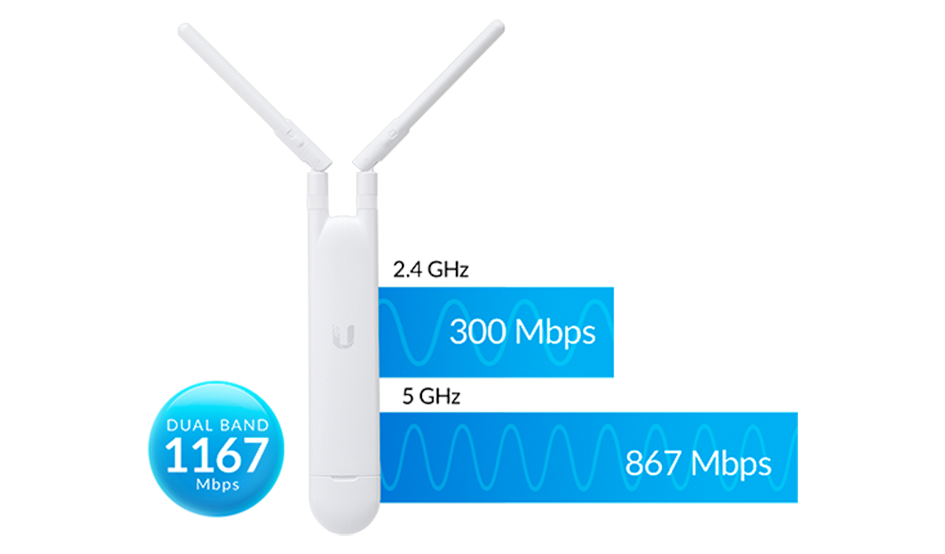 2.4 GHz
300 Mbps
5 GHz
867 Mbps
DUAL BAND
1167
Mbps